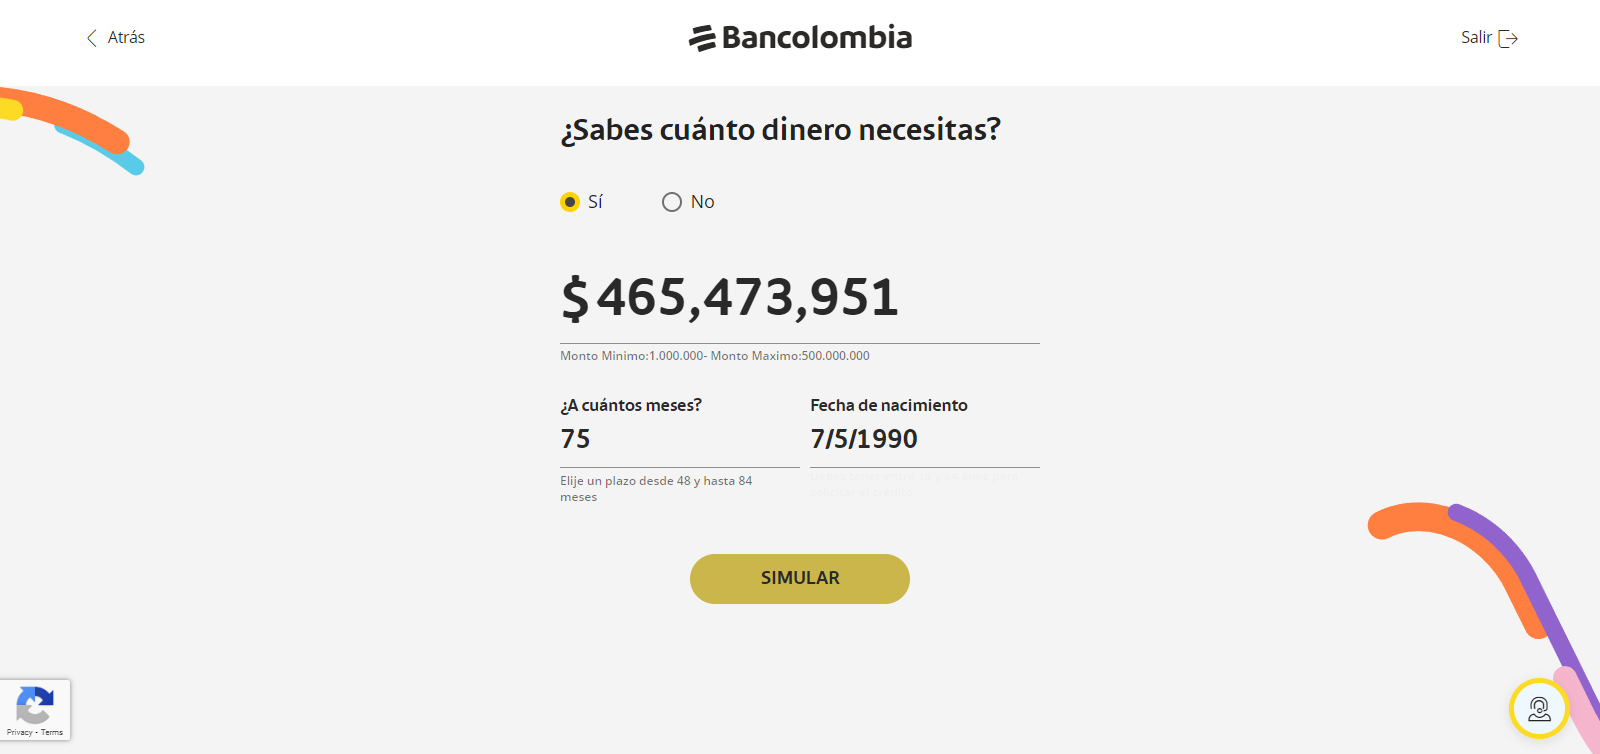 Atrás
Bancolombia
Salir
¿Sabes cuánto dinero necesitas?
Sí
No
$ 465,473,951
Monto Minimo:1.000.000- Monto Maximo:500.000.000
¿A cuántos meses?
Fecha de nacimiento
75
7/5/1990
Elije un plazo desde 48 y hasta 84
meses
SIMULAR
Privacy - Terms